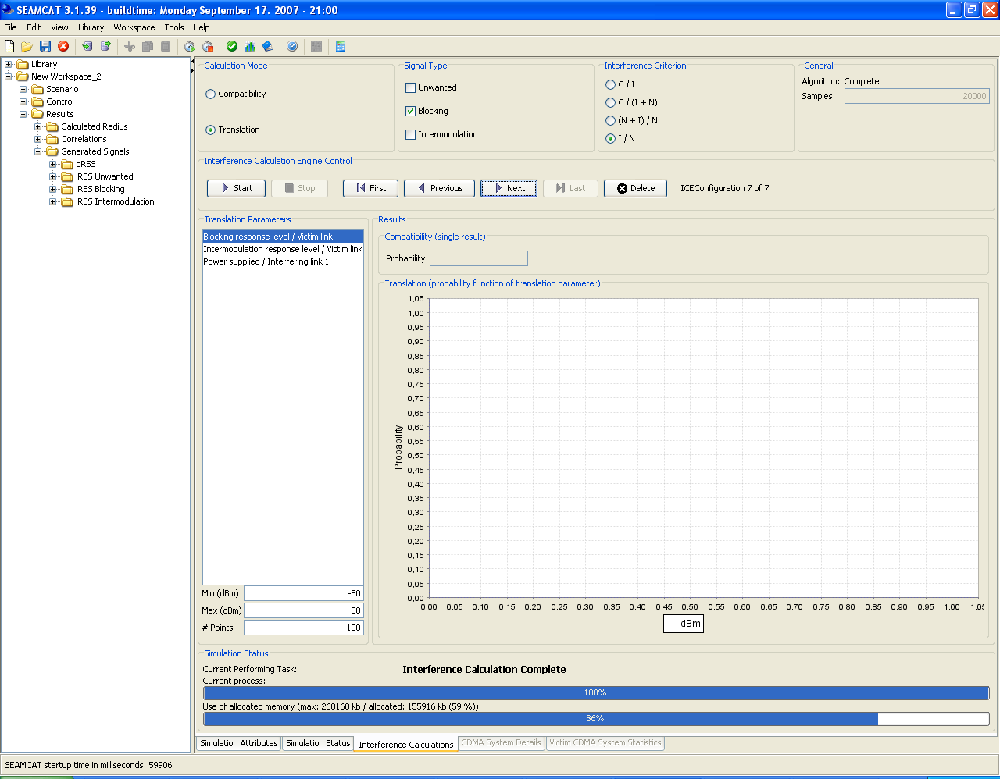 SEAMCAT 3.1.39 - buildtime: Monday September 17. 2007 - 21:00
File Edit View Library Workspace Tools Help
Library
New Workspace_2
Scenario
Control
Results
Calculated Radius
Correlations
Generated Signals
dRSS
iRSS Unwanted
iRSS Blocking
iRSS Intermodulation
Calculation Mode
Compatibility
Translation
Signal Type
Unwanted
Blocking
Intermodulation
Interference Criterion
C / I
C / (I + N)
(N + I) / N
I / N
General
Algorithm: Complete
Samples 20000
Interference Calculation Engine Control
Start Stop First Previous Next Last Delete ICEConfiguration 7 of 7
Translation Parameters
Blocking response level / Victim link
Intermodulation response level / Victim link
Power supplied / Interfering link 1
Min (dBm) -50
Max (dBm) 50
# Points 100
Results
Compatibility (single result)
Probability
Translation (probability function of translation parameter)
1,05
1,00
0,95
0,90
0,85
0,80
0,75
0,70
0,65
0,60
0,55
0,50
0,45
0,40
0,35
0,30
0,25
0,20
0,15
0,10
0,05
0,00
Probability
0,00 0,05 0,10 0,15 0,20 0,25 0,30 0,35 0,40 0,45 0,50 0,55 0,60 0,65 0,70 0,75 0,80 0,85 0,90 0,95 1,00 1,05
dBm
Simulation Status
Current Performing Task: Interference Calculation Complete
Current process:
100%
Use of allocated memory (max: 260160 kb / allocated: 155916 kb (59 %)):
86%
Simulation Attributes Simulation Status Interference Calculations CDMA System Details Victim CDMA System Statistics
SEAMCAT startup time in milliseconds: 59906